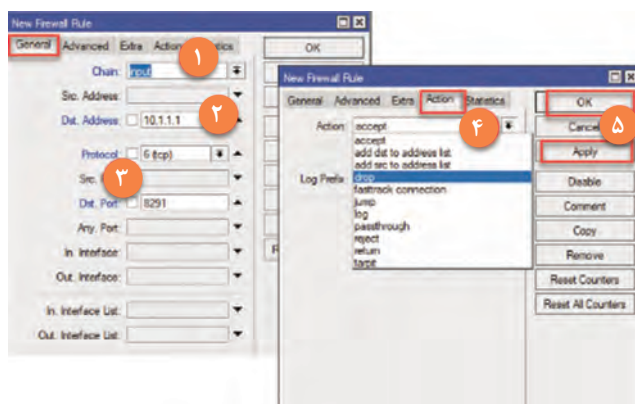 New Firewall Rule
General Advanced Extra Action
OK
۱
Chain: input
Src. Address:
۲
Dst. Address: 10.1.1.1
Protocol: 6 (tcp)
۳
Src.
Dst. Port: 8291
Any. Port:
In. Interface:
Out. Interface:
In. Interface List:
Out. Interface List:
New Firewall Rule
General Advanced Extra Action Statistics
OK
۴
Action: accept
Cancel
۵
accept
add dst to address list
Apply
add src to address list
Log Prefix
drop
Disable
fasttrack connection
jump
Comment
log
passthrough
Copy
reject
return
Remove
tarpit
Reset Counters
Reset All Counters